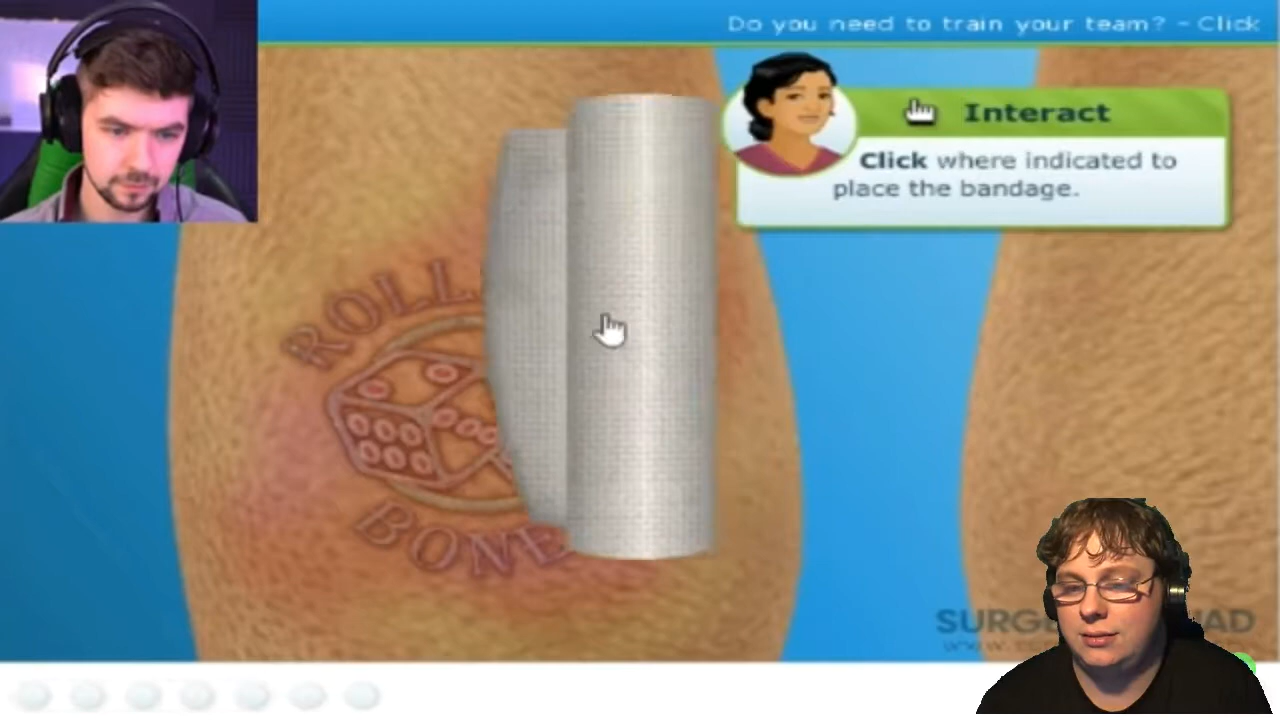 Do you need to train your team? - Click
Interact
Click where indicated to
place the bandage.
ROLL
BONE